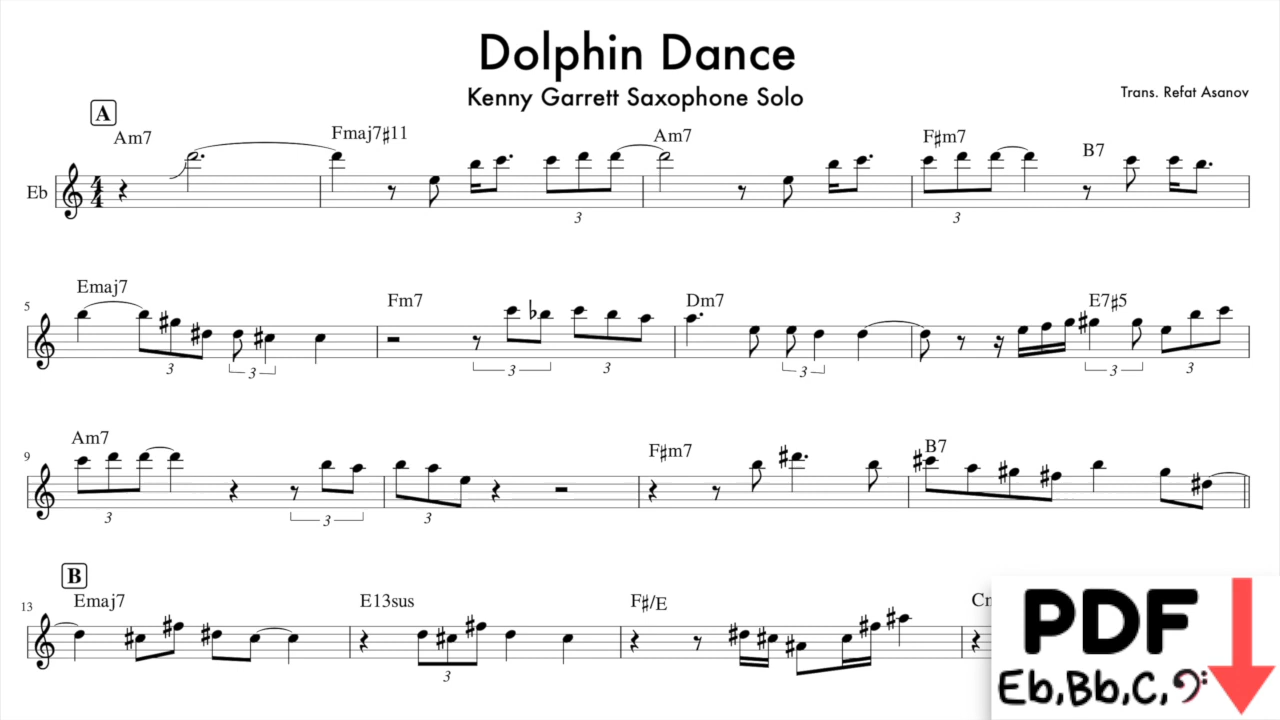 Dolphin Dance
Kenny Garrett Saxophone Solo
Trans. Refat Asanov
A
Am7 Fmaj7♯11 Am7 F♯m7 B7
Eb
4
4
3 3
5 Emaj7 Fm7 Dm7 E7♯5
3 3 3 3 3 3 3
9 Am7 F♯m7 B7
3 3 3
B
13 Emaj7 E13sus F♯/E
3
PDF
Eb,Bb,C,𝄢